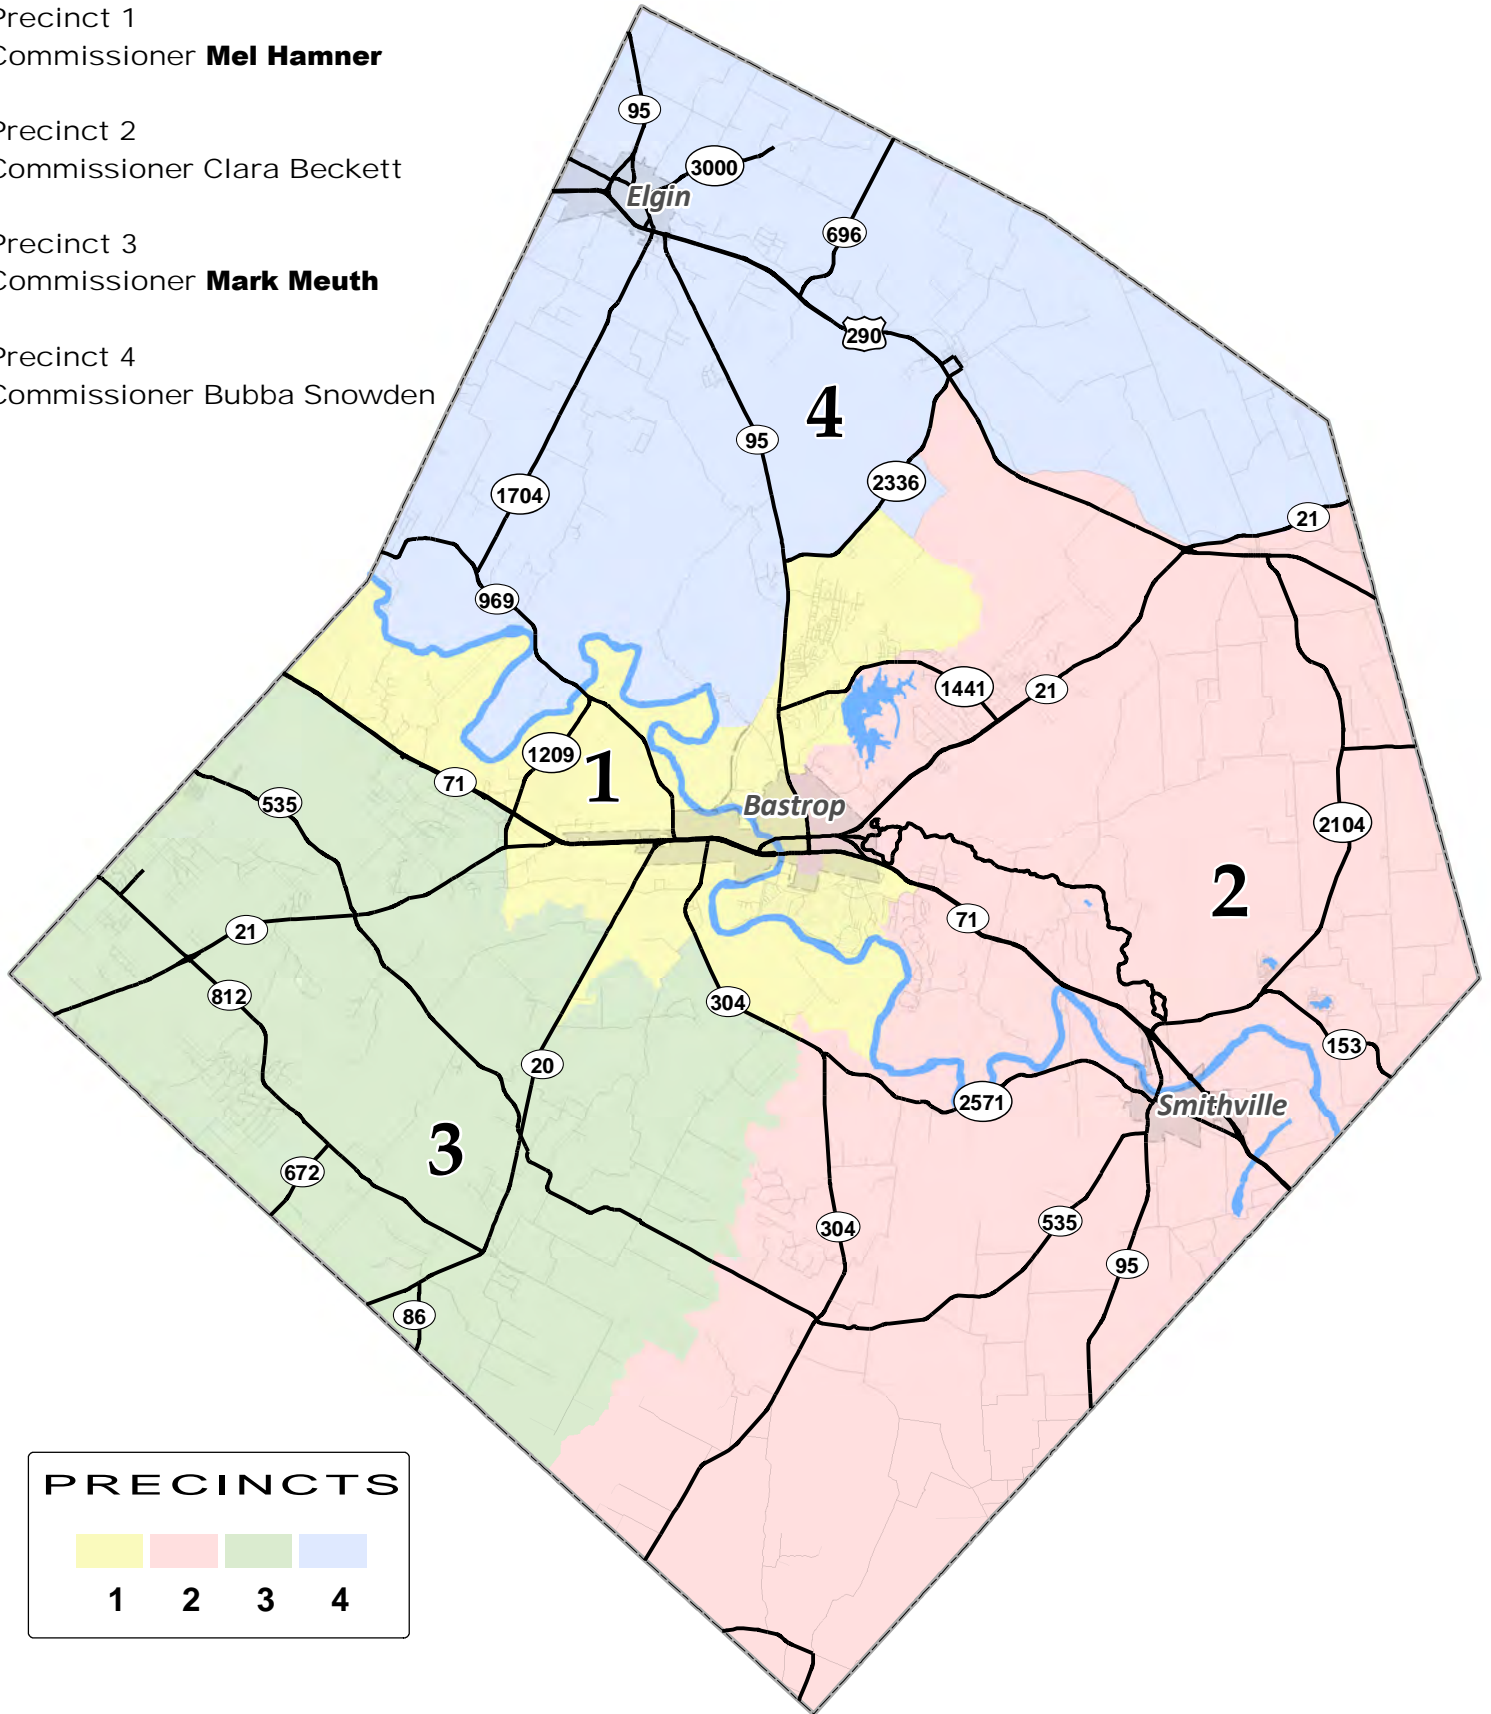 Precinct 1
Commissioner Mel Hamner
Precinct 2
Commissioner Clara Beckett
Precinct 3
Commissioner Mark Meuth
Precinct 4
Commissioner Bubba Snowden
95
3000
Elgin
696
290
4
95
2336
1704
21
969
1441
21
1209
1
71
535
Bastrop
2104
2
71
21
812
304
153
20
2571
Smithville
3
672
304
535
95
86
PRECINCTS
1 2 3 4